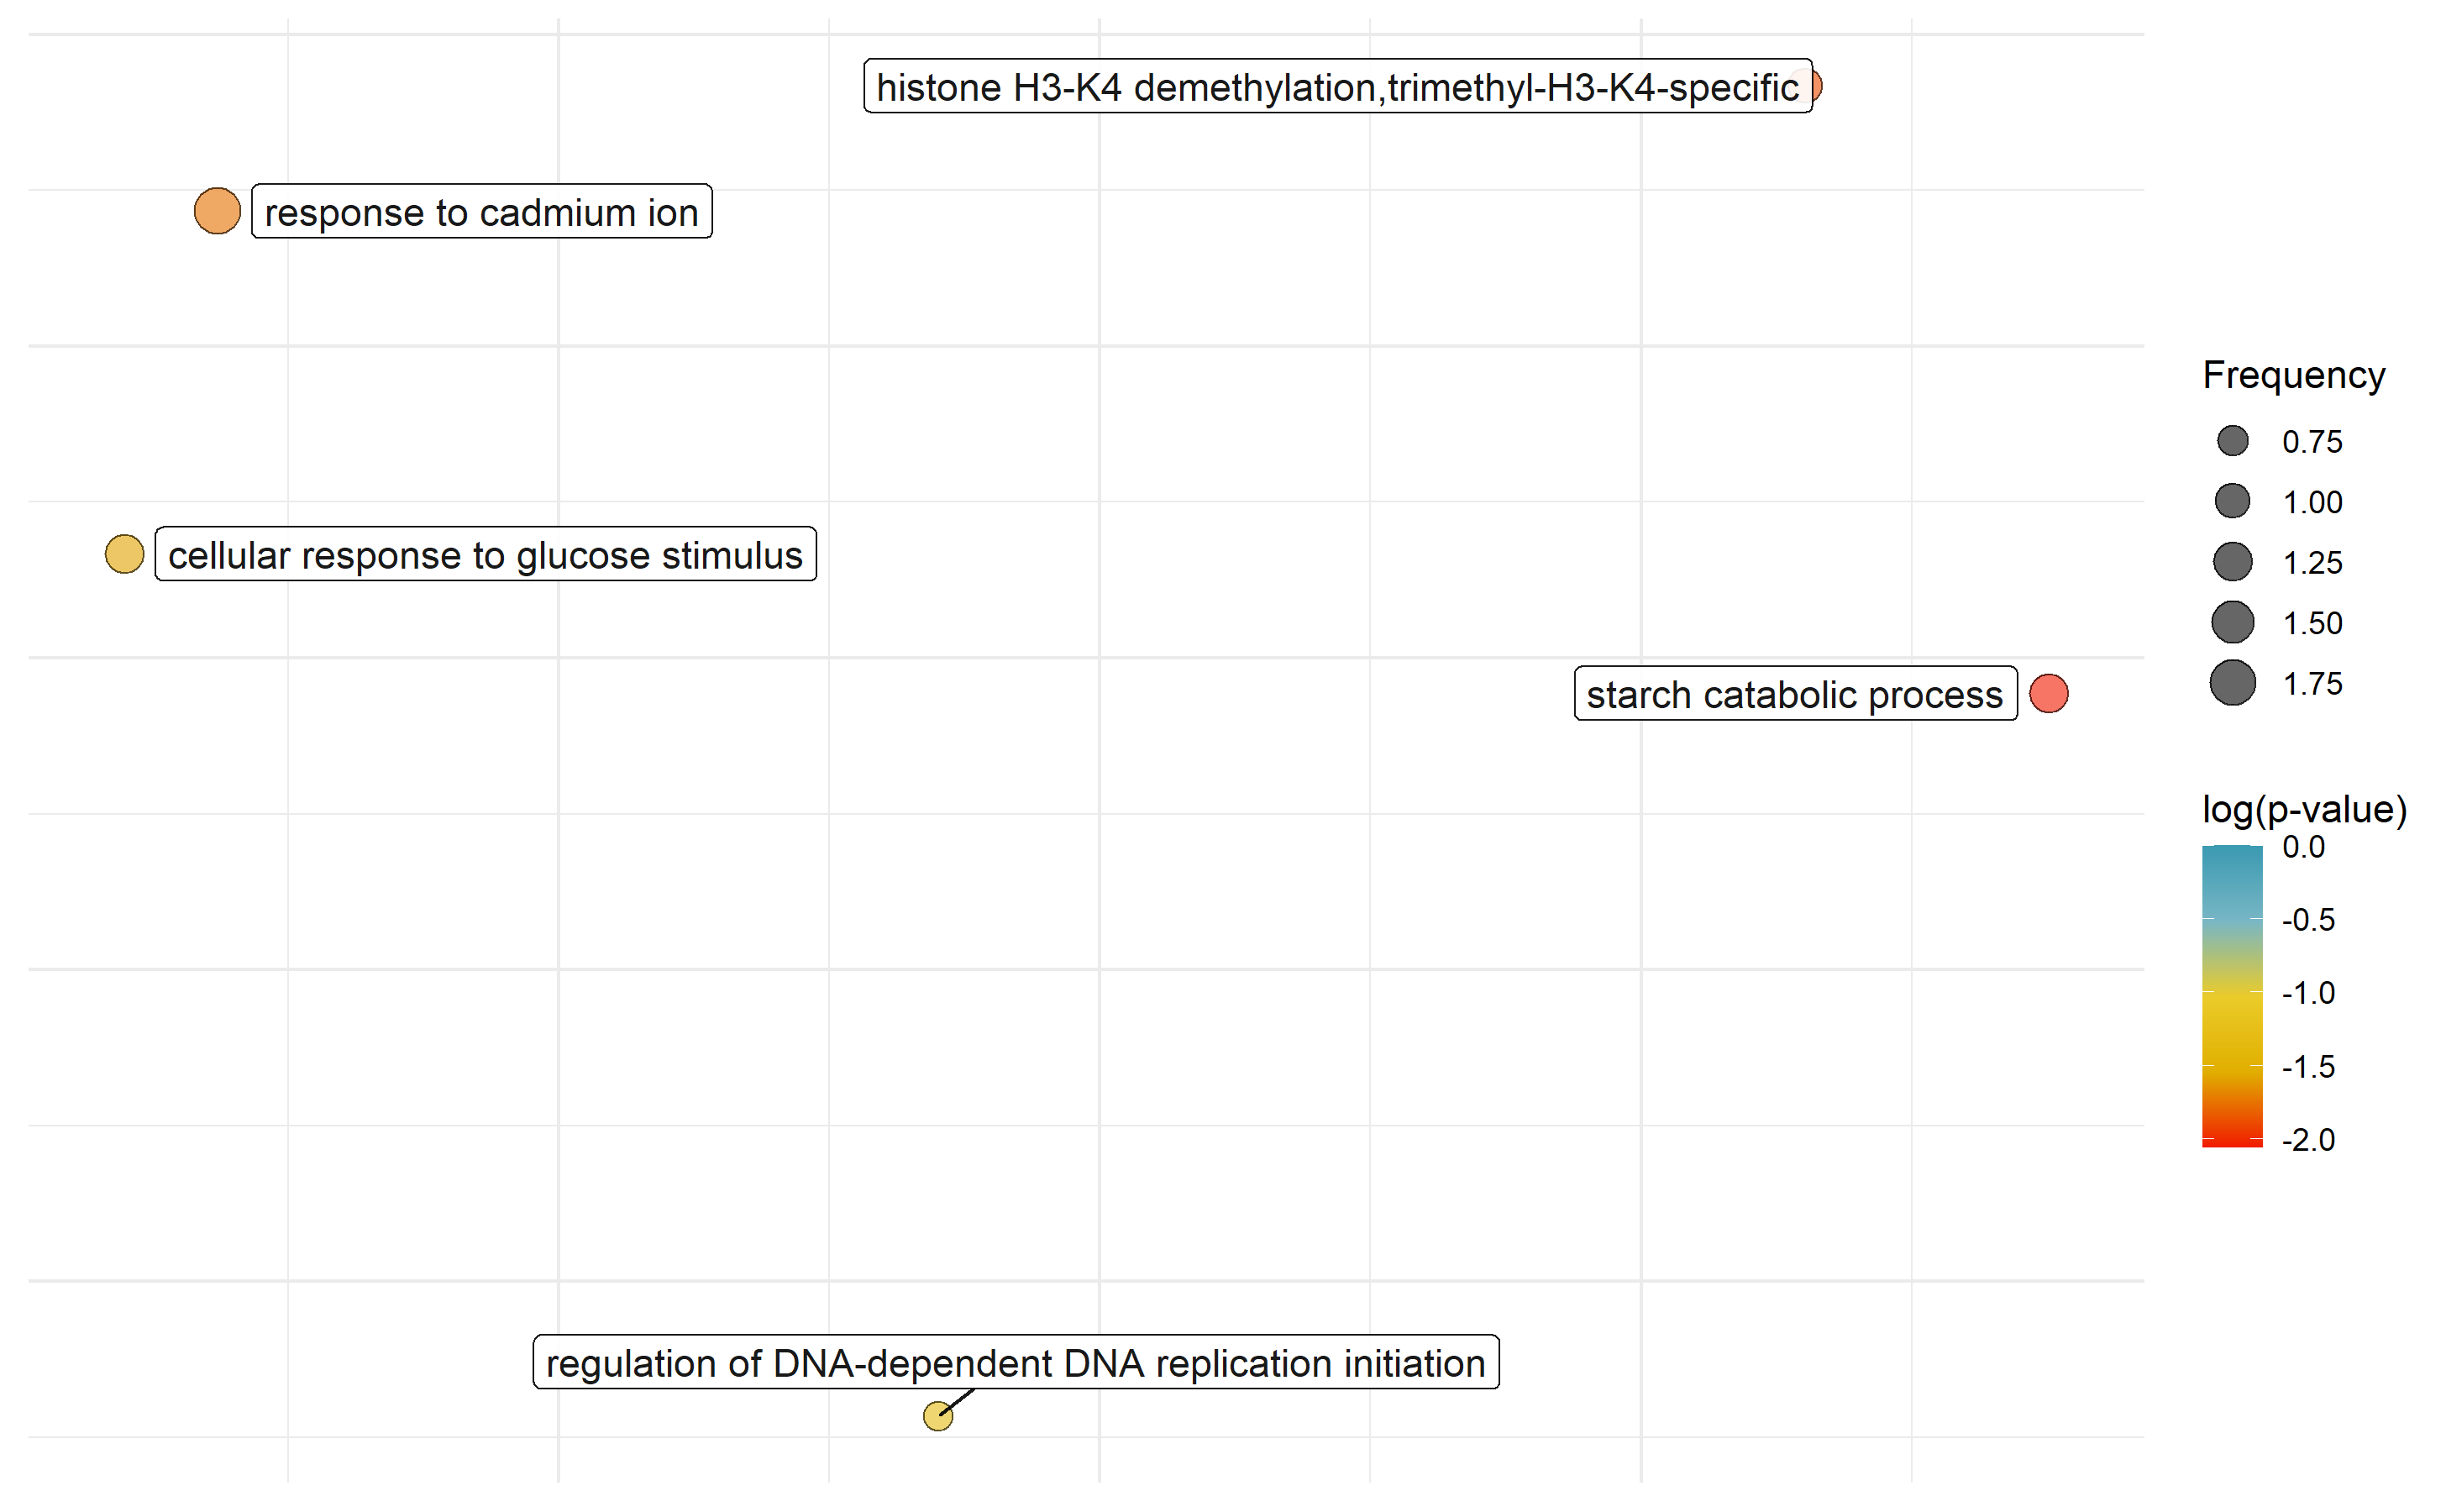 histone H3-K4 demethylation,trimethyl-H3-K4-specific
response to cadmium ion
cellular response to glucose stimulus
starch catabolic process
regulation of DNA-dependent DNA replication initiation
Frequency
0.75
1.00
1.25
1.50
1.75
log(p-value)
0.0
-0.5
-1.0
-1.5
-2.0